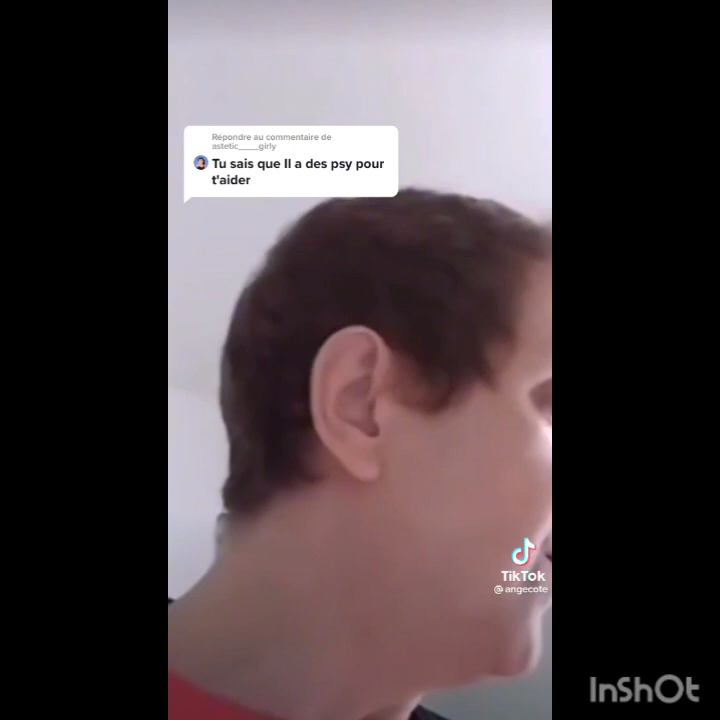 Répondre au commentaire de
astetic____girly
Tu sais que Il a des psy pour
t'aider
TikTok
@angecote
InShOt